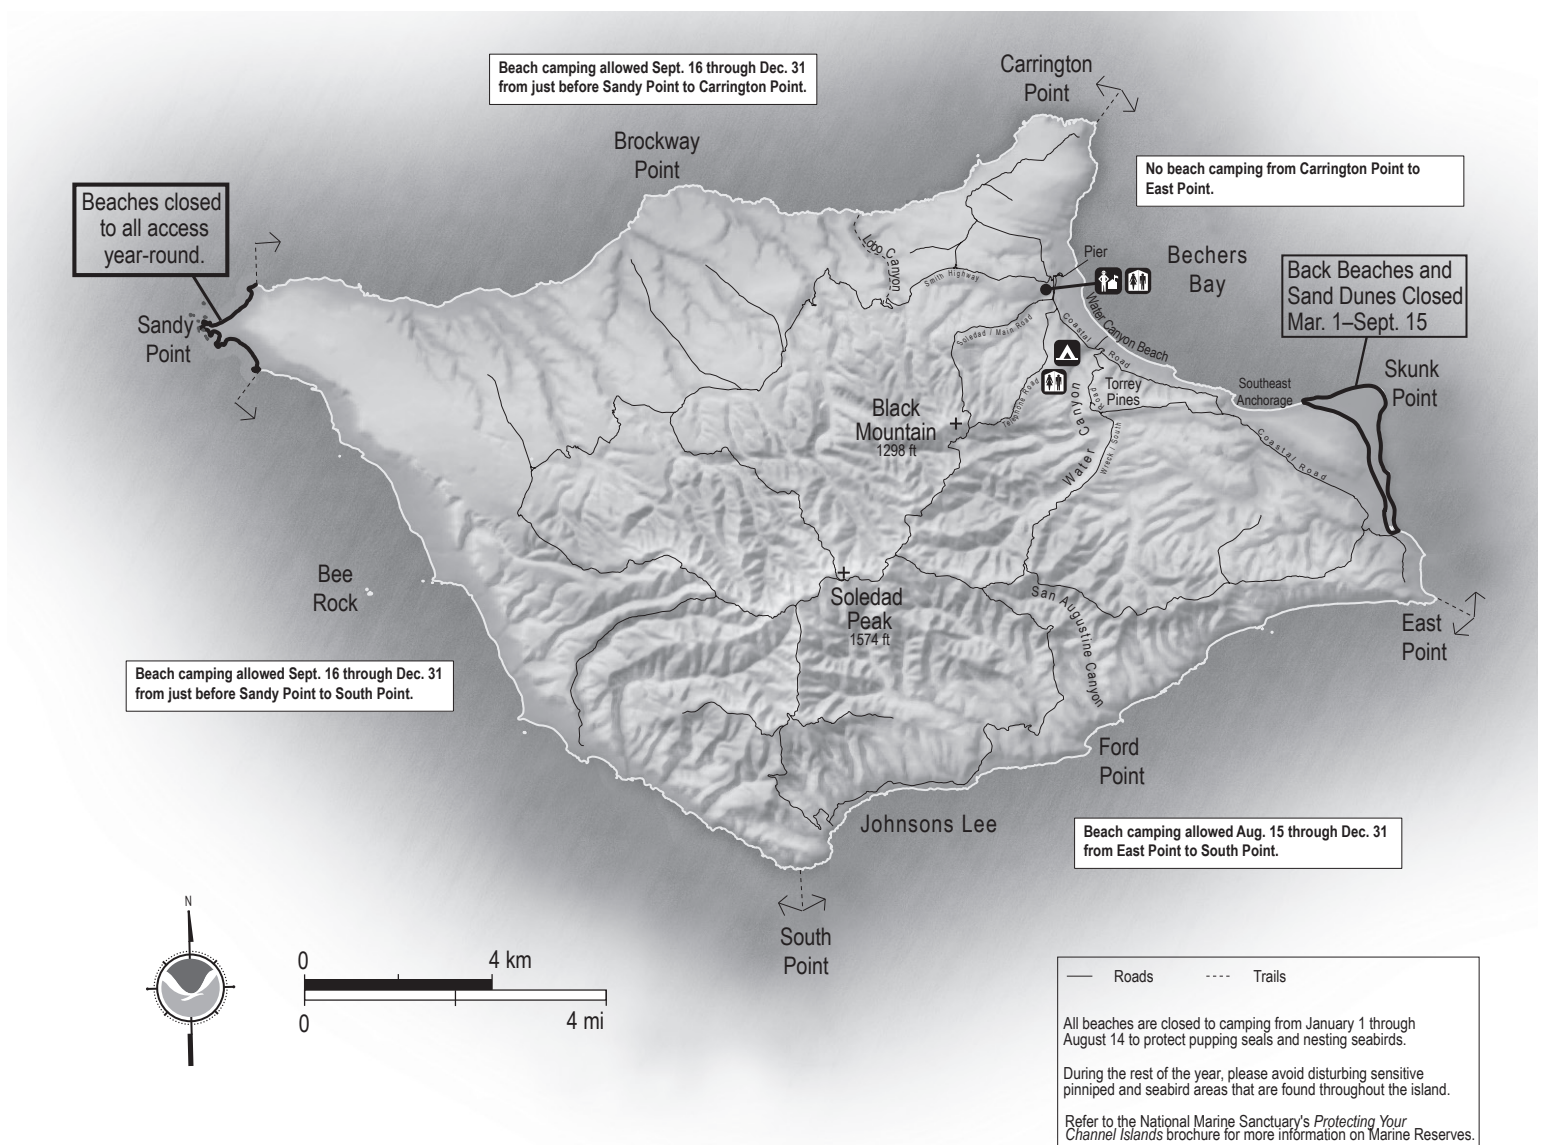 Beach camping allowed Sept. 16 through Dec. 31
from just before Sandy Point to Carrington Point.
Carrington
Point
Brockway
Point
No beach camping from Carrington Point to
East Point.
Beaches closed
to all access
year-round.
Sandy
Point
Lobo Canyon
Smith Highway
Pier
Bechers
Bay
Back Beaches and
Sand Dunes Closed
Mar. 1–Sept. 15
Water Canyon Beach
Coastal Road
Soledad / Main Road
Telephone Road
Torrey
Pines
Road
Southeast
Anchorage
Skunk
Point
Black
Mountain
1298 ft
Water Canyon
Wreck / South
Coastal Road
Bee
Rock
Soledad
Peak
1574 ft
San Augustine Canyon
East
Point
Beach camping allowed Sept. 16 through Dec. 31
from just before Sandy Point to South Point.
Ford
Point
Johnsons Lee
Beach camping allowed Aug. 15 through Dec. 31
from East Point to South Point.
South
Point
N
0 4 km
0 4 mi
Roads Trails
All beaches are closed to camping from January 1 through
August 14 to protect pupping seals and nesting seabirds.
During the rest of the year, please avoid disturbing sensitive
pinniped and seabird areas that are found throughout the island.
Refer to the National Marine Sanctuary's Protecting Your
Channel Islands brochure for more information on Marine Reserves.